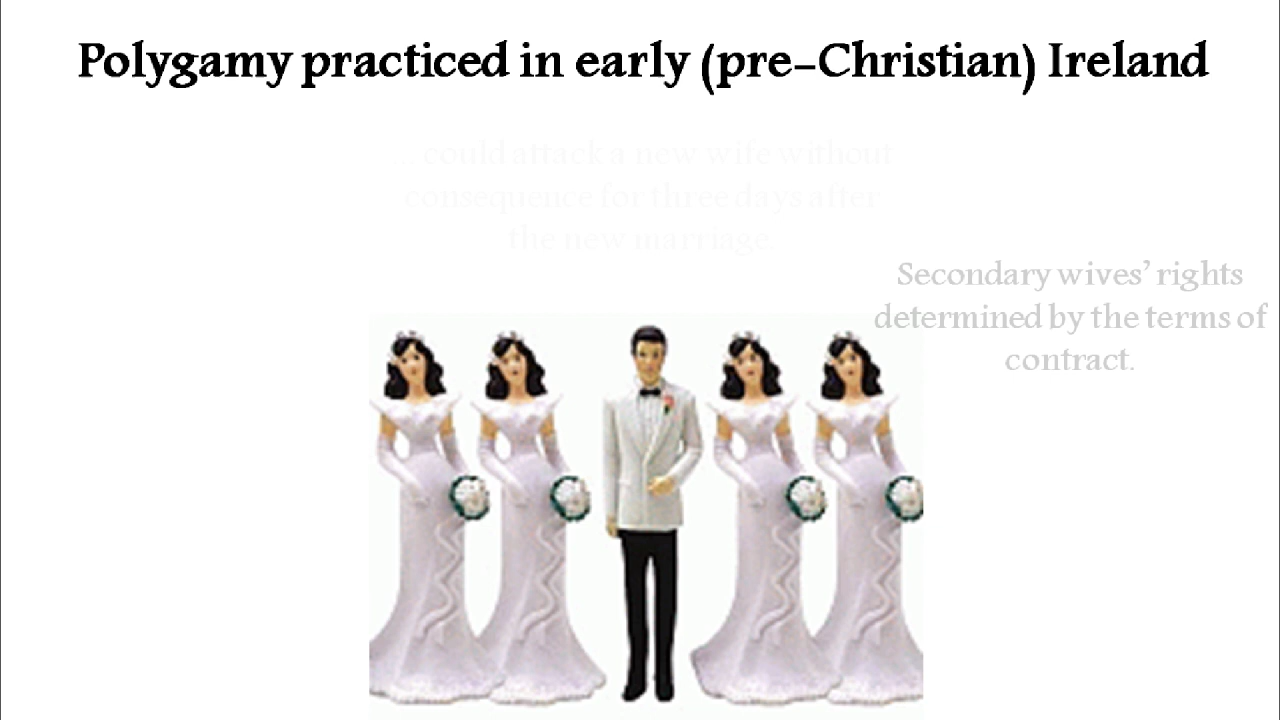 Polygamy practiced in early (pre-Christian) Ireland
... could attack a new wife without
consequence for three days after
the new marriage.
Secondary wives’ rights
determined by the terms of
contract.